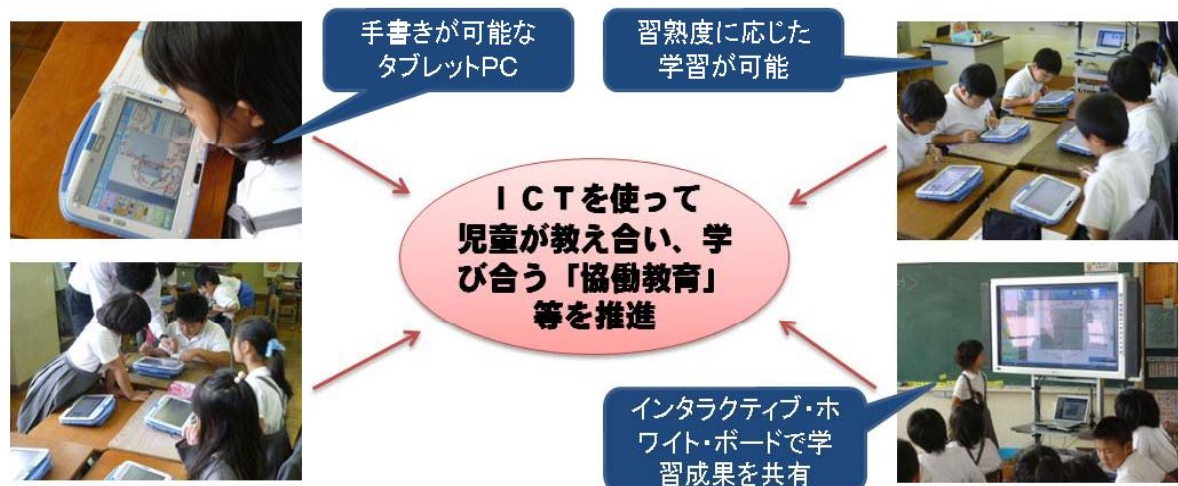 手書きが可能な
タブレットPC
習熟度に応じた
学習が可能
ＩＣＴを使って
児童が教え合い、学
び合う「協働教育」
等を推進
インタラクティブ・ホ
ワイト・ボードで学
習成果を共有